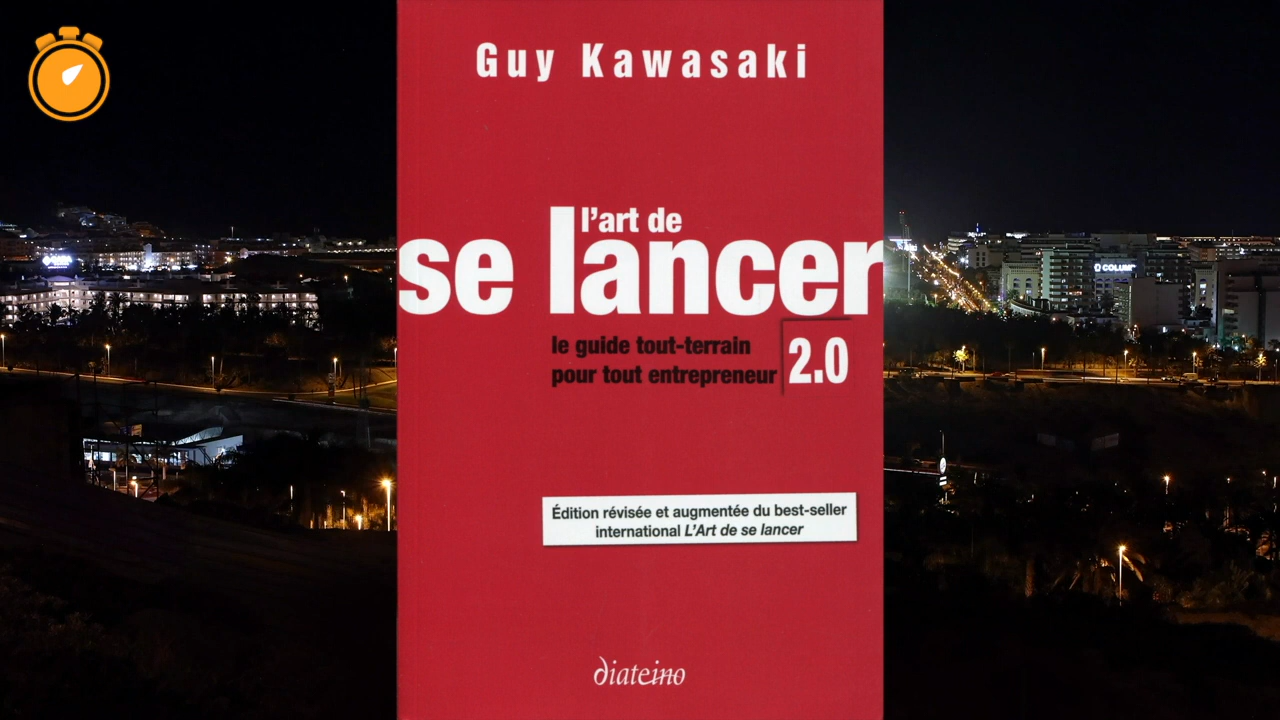 Guy Kawasaki
l'art de
se lancer
le guide tout-terrain
pour tout entrepreneur 2.0
Édition révisée et augmentée du best-seller
international L'Art de se lancer
diateino